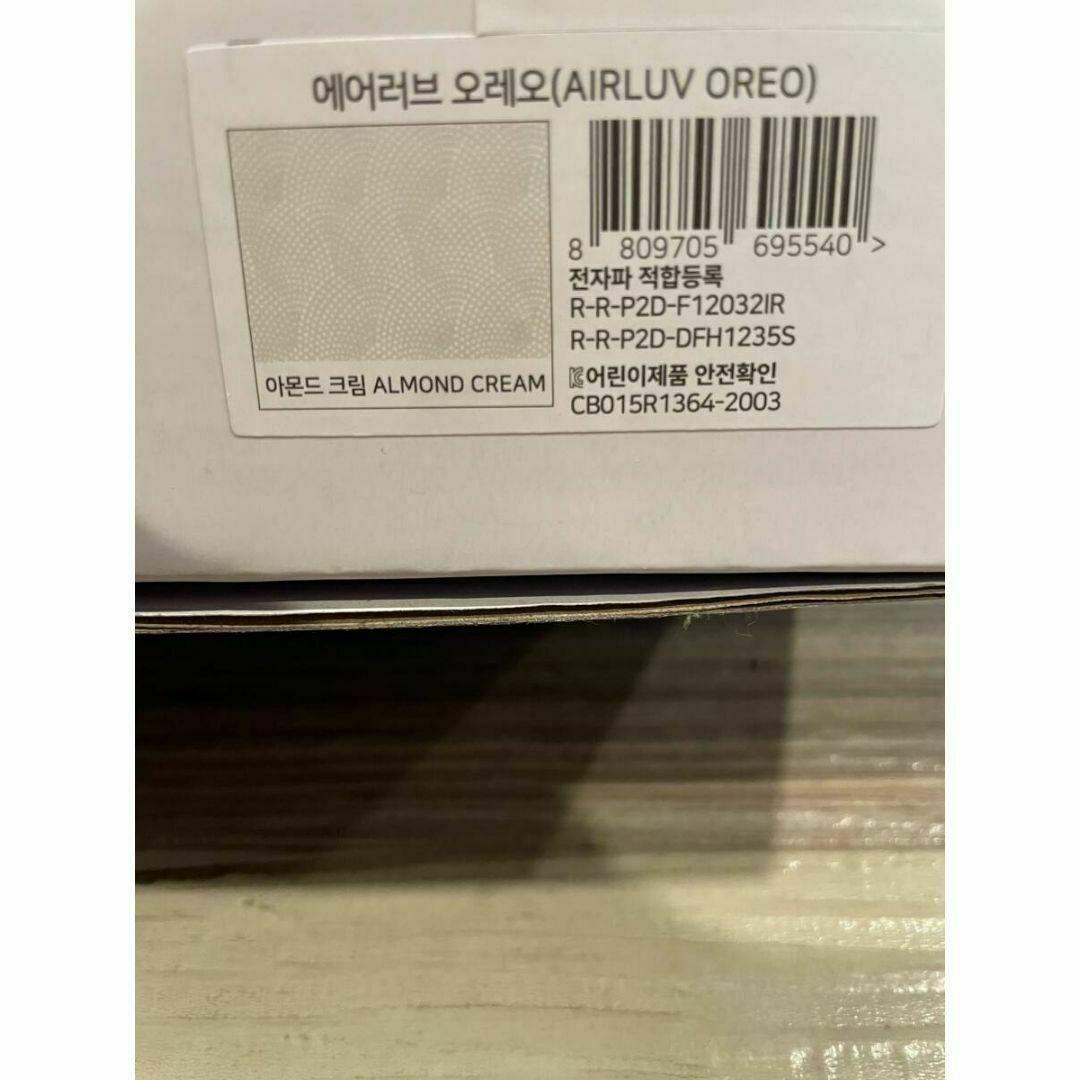 에어러브 오레오(AIRLUV OREO)
아몬드 크림 ALMOND CREAM
8 809705 695540 >
전자파 적합등록
R-R-P2D-F12032IR
R-R-P2D-DFH1235S
어린이제품 안전확인
CB015R1364-2003